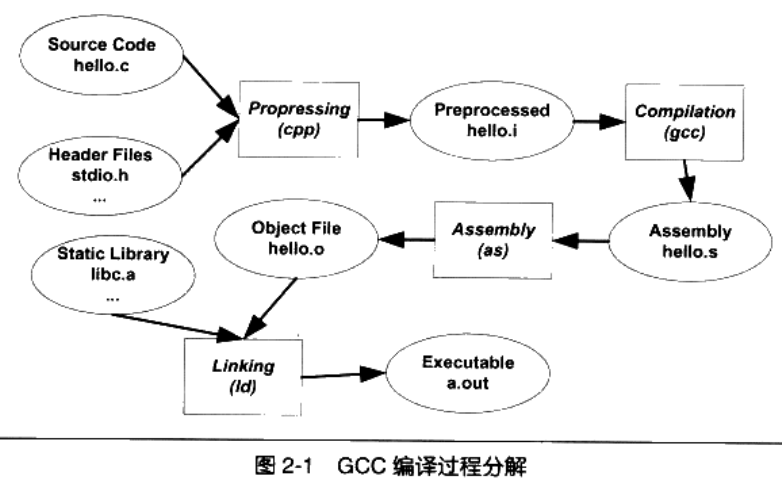 Source Code
hello.c
Propressing
(cpp)
Preprocessed
hello.i
Compilation
(gcc)
Header Files
stdio.h
...
Object File
hello.o
Assembly
(as)
Assembly
hello.s
Static Library
libc.a
...
Linking
(ld)
Executable
a.out
图 2-1 GCC 编译过程分解